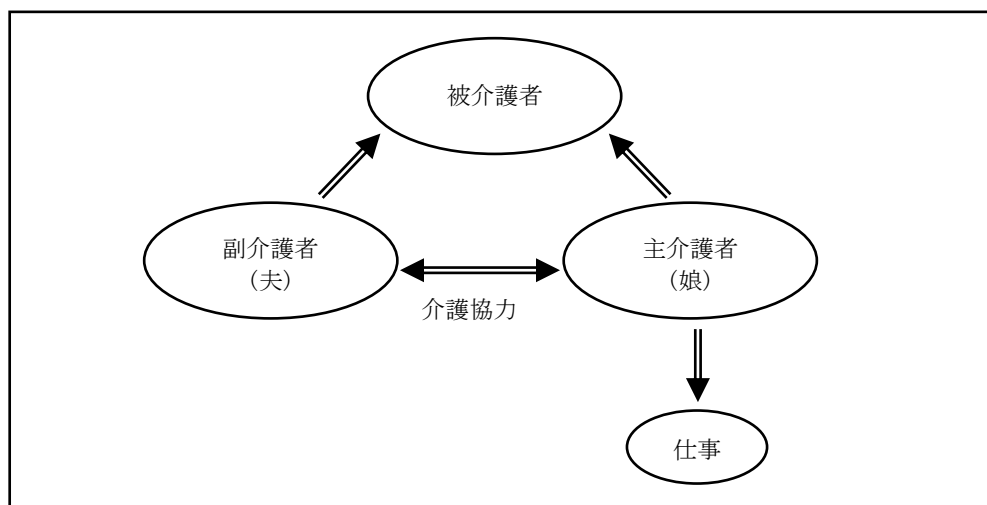 被介護者
副介護者
（夫）
主介護者
（娘）
介護協力
仕事